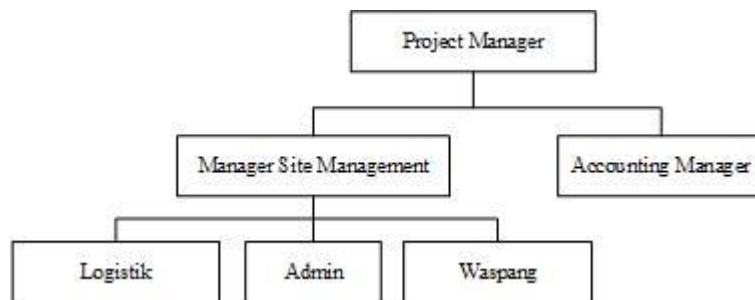 Project Manager
Manager Site Management
Accounting Manager
Logistik
Admin
Waspang